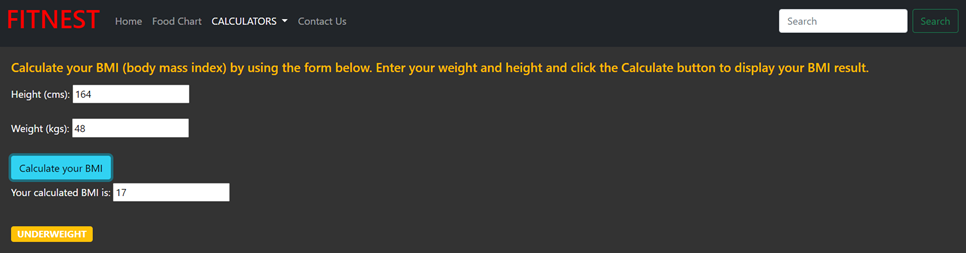 FITNEST Home Food Chart CALCULATORS Contact Us Search Search
Calculate your BMI (body mass index) by using the form below. Enter your weight and height and click the Calculate button to display your BMI result.
Height (cms): 164
Weight (kgs): 48
Calculate your BMI
Your calculated BMI is: 17
UNDERWEIGHT